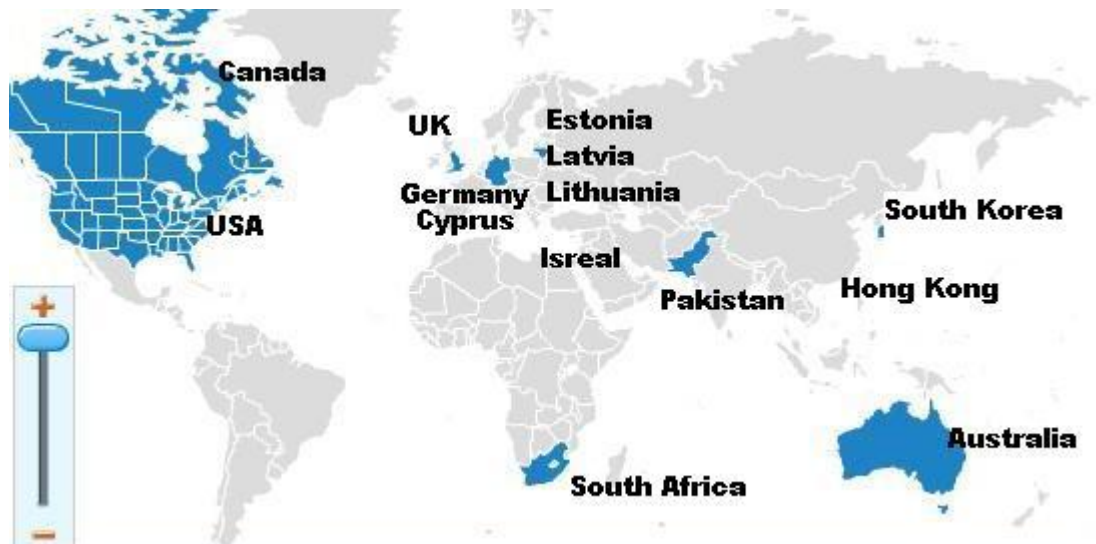 Canada
UK
Estonia
Latvia
Germany
Lithuania
Cyprus
USA
South Korea
Isreal
Pakistan
Hong Kong
Australia
South Africa